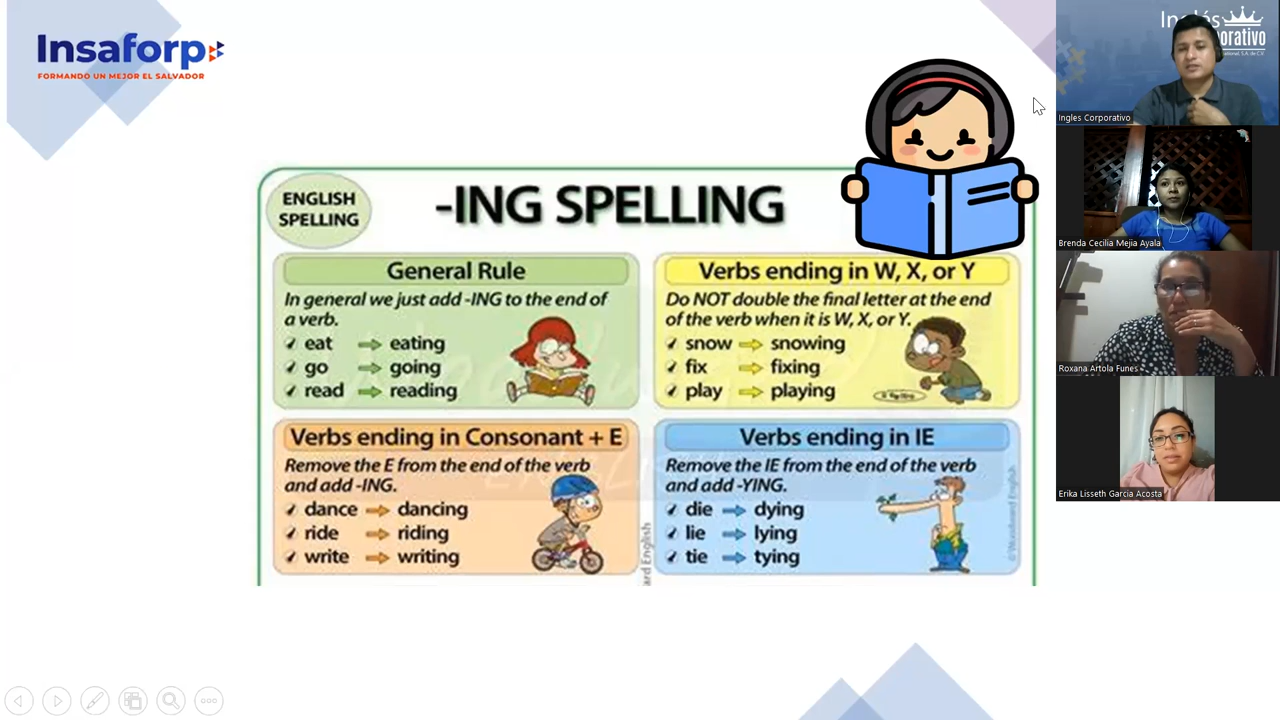 Insaforp
FORMANDO UN MEJOR EL SALVADOR
ENGLISH
SPELLING
-ING SPELLING
General Rule
In general we just add -ING to the end of
a verb.
eat eating
go going
read reading
Verbs ending in W, X, or Y
Do NOT double the final letter at the end
of the verb when it is W, X, or Y.
snow snowing
fix fixing
play playing
Verbs ending in Consonant + E
Remove the E from the end of the verb
and add -ING.
dance dancing
ride riding
write writing
Verbs ending in IE
Remove the IE from the end of the verb
and add -YING.
die dying
lie lying
tie tying
© Woodward English
ard English
Ingles Corporativo
Brenda Cecilia Mejia Ayala
Roxana Artola Funes
Erika Lisseth Garcia Acosta